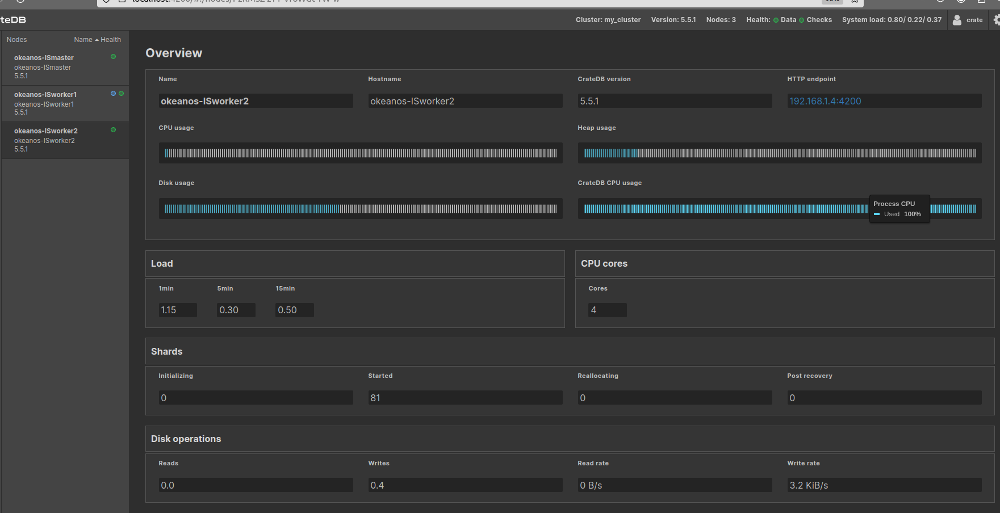 teDB
Cluster: my_cluster Version: 5.5.1 Nodes: 3 Health: Data Checks System load: 0.80/ 0.22/ 0.37 crate
Nodes Name Health
okeanos-ISmaster
okeanos-ISmaster
5.5.1
okeanos-ISworker1
okeanos-ISworker1
5.5.1
okeanos-ISworker2
okeanos-ISworker2
5.5.1
Overview
Name Hostname CrateDB version HTTP endpoint
okeanos-ISworker2 okeanos-ISworker2 5.5.1 192.168.1.4:4200
CPU usage Heap usage
Disk usage CrateDB CPU usage
Process CPU
Used 100%
Load CPU cores
1min 5min 15min Cores
1.15 0.30 0.50 4
Shards
Initializing Started Reallocating Post recovery
0 81 0 0
Disk operations
Reads Writes Read rate Write rate
0.0 0.4 0 B/s 3.2 KiB/s